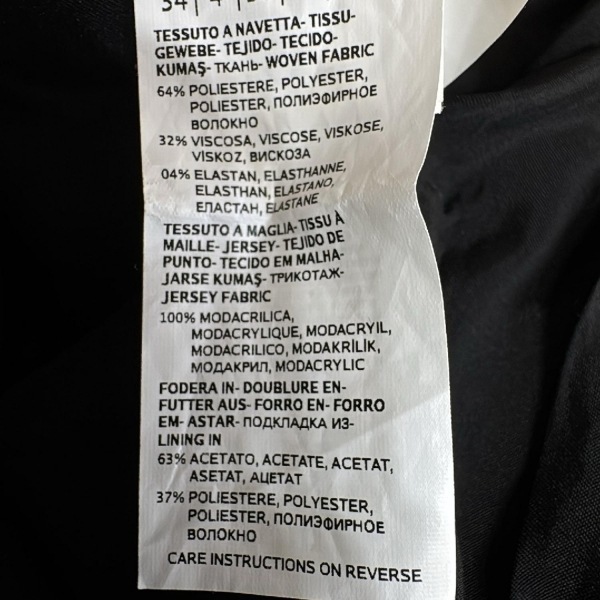 TESSUTO A NAVETTA- TISSU-
GEWEBE- TEJIDO- TECIDO-
KUMAŞ- ТКАНЬ- WOVEN FABRIC
64% POLIESTERE, POLYESTER,
POLIESTER, ПОЛИЭФИРНОЕ
ВОЛОКНО
32% VISCOSA, VISCOSE, VISKOSE,
VİSKOZ, ВИСКОЗА
04% ELASTAN, ELASTHANNE,
ELASTHAN, ELASTANO,
ЕЛАСТАН, ELASTANE
TESSUTO A MAGLIA- TISSU À
MAILLE- JERSEY- TEJIDO DE
PUNTO- TECIDO EM MALHA-
JARSE KUMAŞ- ТРИКОТАЖ-
JERSEY FABRIC
100% MODACRILICA,
MODACRYLIQUE, MODACRYIL,
MODACRILICO, MODAKRİLİK,
МОДАКРИЛ, MODACRYLIC
FODERA IN- DOUBLURE EN-
FUTTER AUS- FORRO EN- FORRO
EM- ASTAR- ПОДКЛАДКА ИЗ-
LINING IN
63% ACETATO, ACETATE, ACETAT,
ASETAT, АЦЕТАТ
37% POLIESTERE, POLYESTER,
POLIESTER, ПОЛИЭФИРНОЕ
ВОЛОКНО
CARE INSTRUCTIONS ON REVERSE